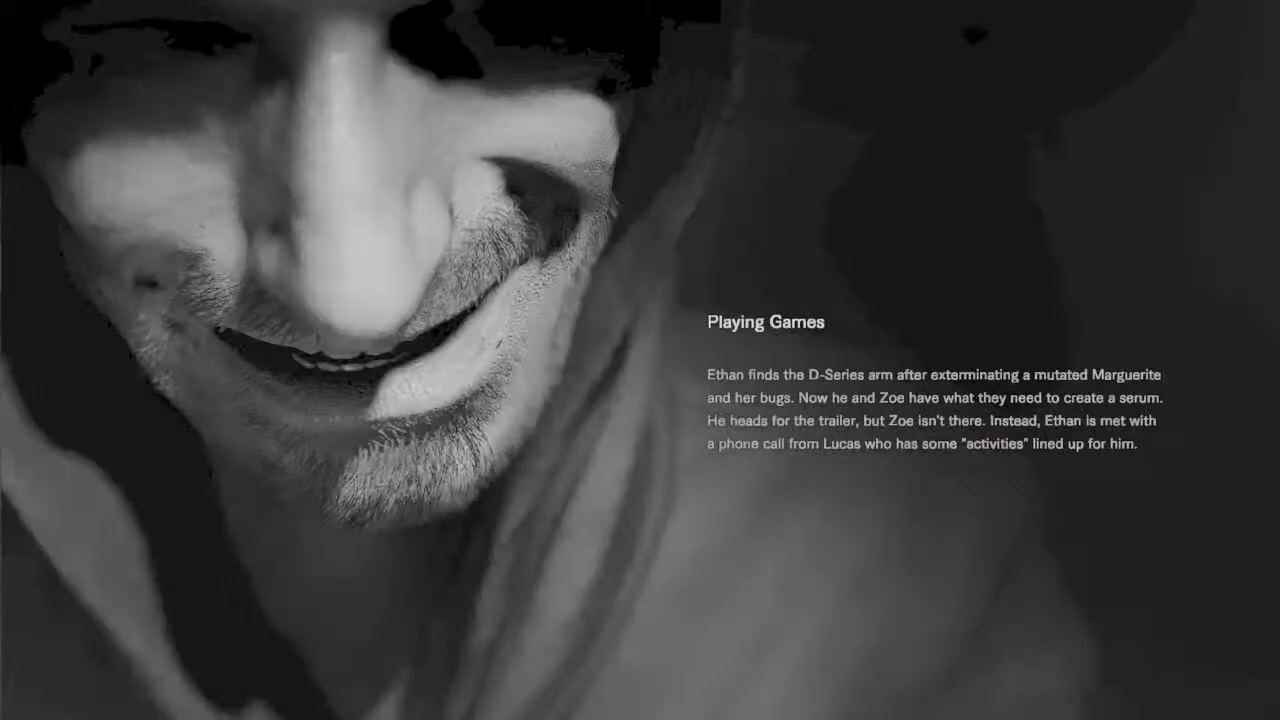 Playing Games
Ethan finds the D-Series arm after exterminating a mutated Marguerite
and her bugs. Now he and Zoe have what they need to create a serum.
He heads for the trailer, but Zoe isn't there. Instead, Ethan is met with
a phone call from Lucas who has some "activities" lined up for him.